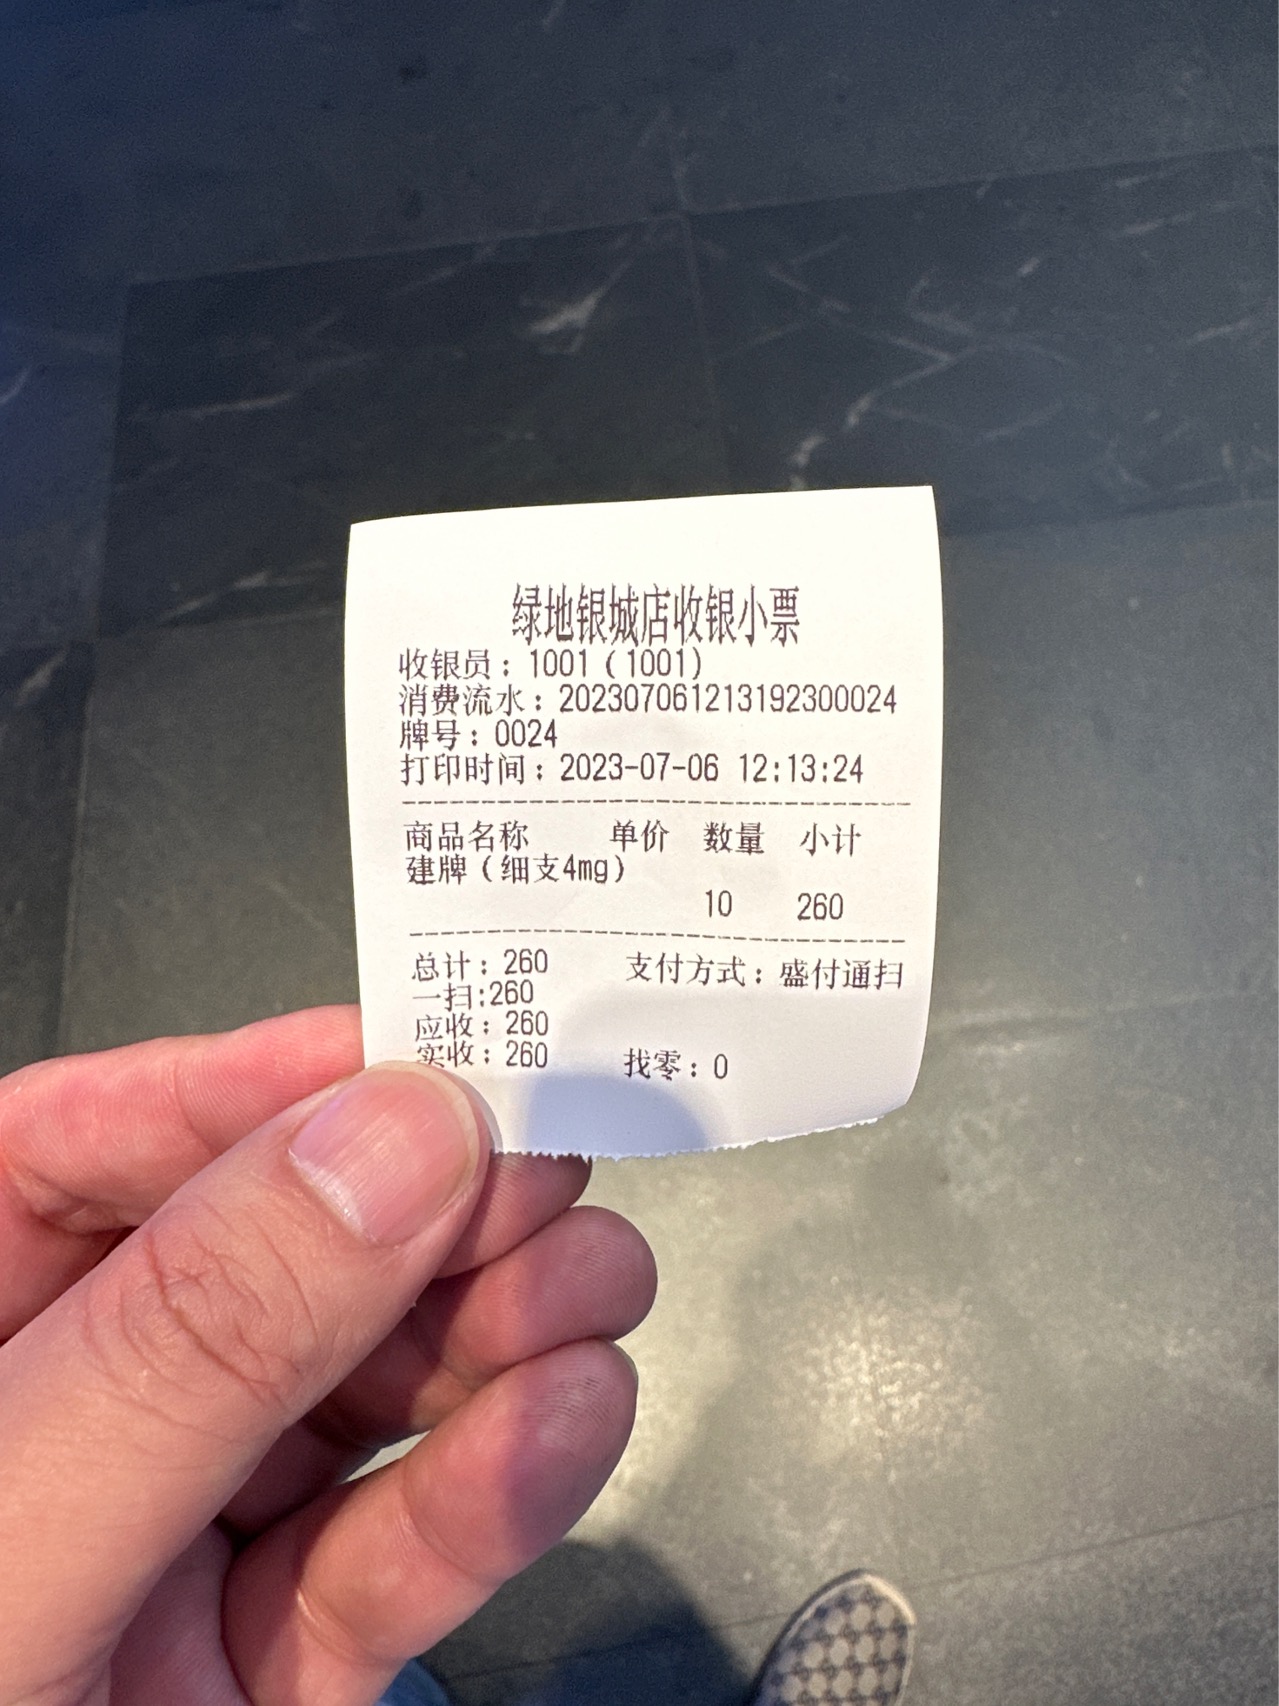 绿地银城店收银小票
收银员：1001（1001）
消费流水：202307061213192300024
牌号：0024
打印时间：2023-07-06 12:13:24
商品名称 单价 数量 小计
建牌（细支4mg）
10 260
总计：260 支付方式：盛付通扫
一扫:260
应收：260
实收：260 找零：0